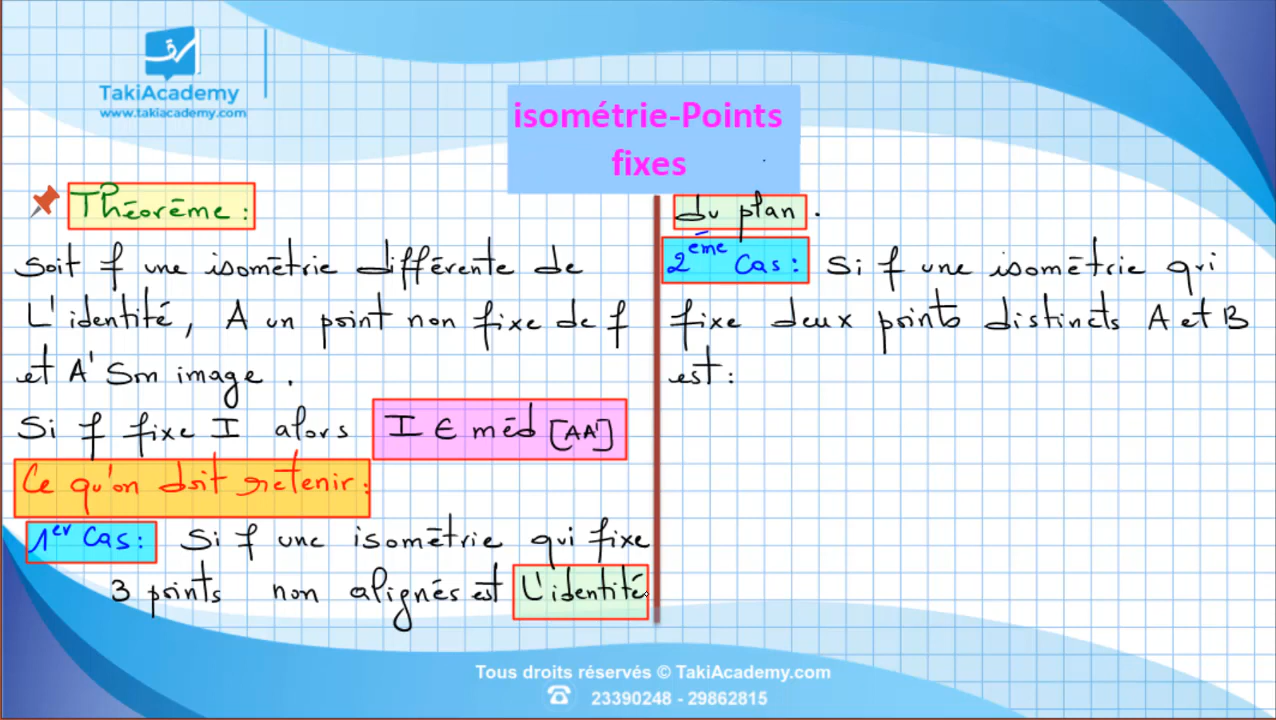 TakiAcademy
www.takiacademy.com
isométrie-Points
fixes
Théorème :
Soit f une isométrie différente de
L'identité, A un point non fixe de f
et A' Son image .
Si f fixe I alors I ∈ méd [AA']
Ce qu'on doit retenir :
1er Cas : Si f une isométrie qui fixe
3 points non alignés est L'identité
du plan .
2ème Cas : Si f une isométrie qui
fixe deux points distincts A et B
est :
Tous droits réservés © TakiAcademy.com
23390248 - 29862815